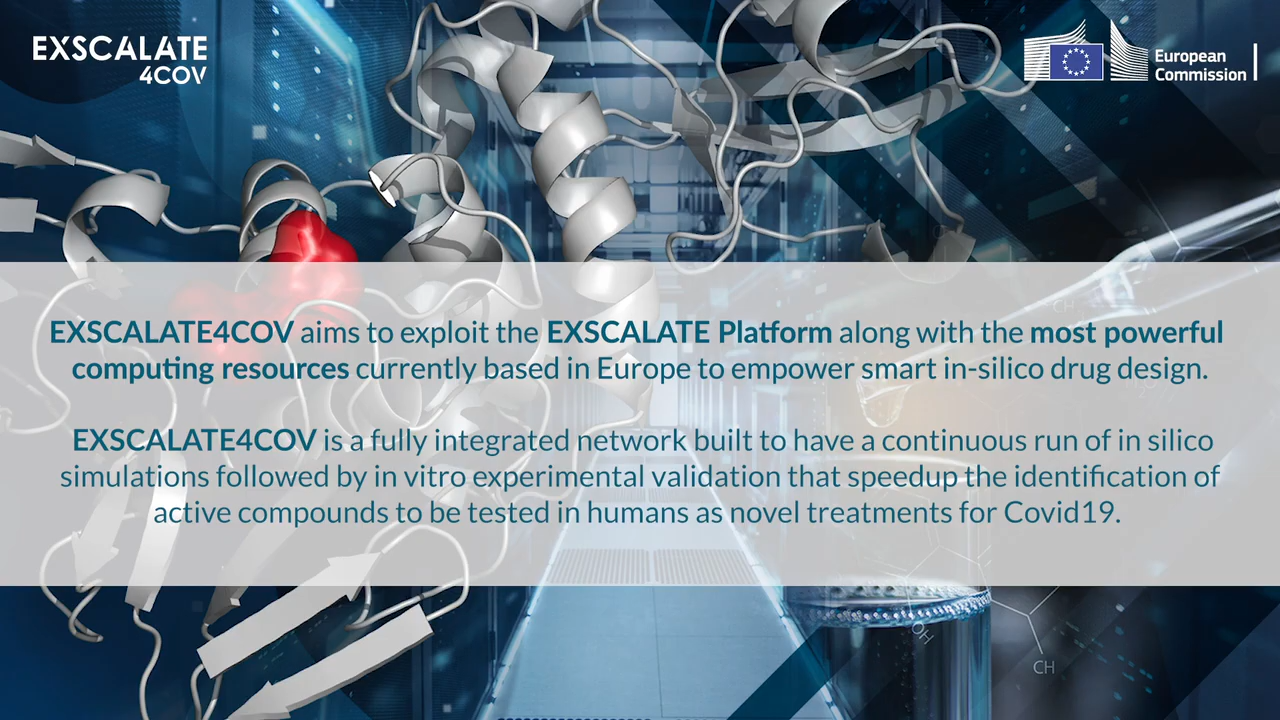 EXSCALATE
4COV
European
Commission
EXSCALATE4COV aims to exploit the EXSCALATE Platform along with the most powerful
computing resources currently based in Europe to empower smart in-silico drug design.
EXSCALATE4COV is a fully integrated network built to have a continuous run of in silico
simulations followed by in vitro experimental validation that speedup the identification of
active compounds to be tested in humans as novel treatments for Covid19.
OH
CH